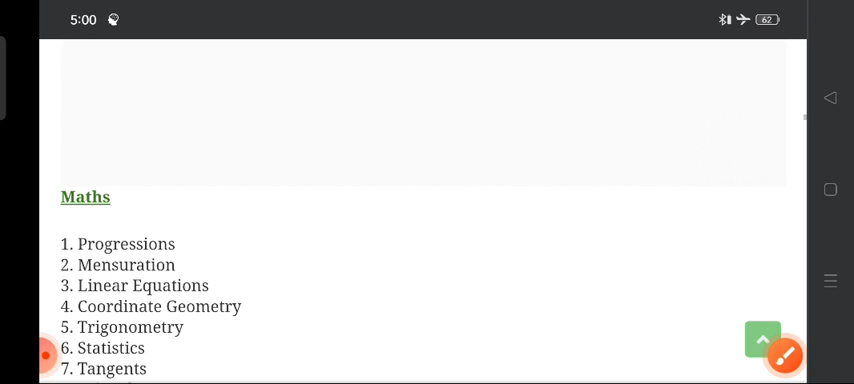 5:00
62
Maths
1. Progressions
2. Mensuration
3. Linear Equations
4. Coordinate Geometry
5. Trigonometry
6. Statistics
7. Tangents